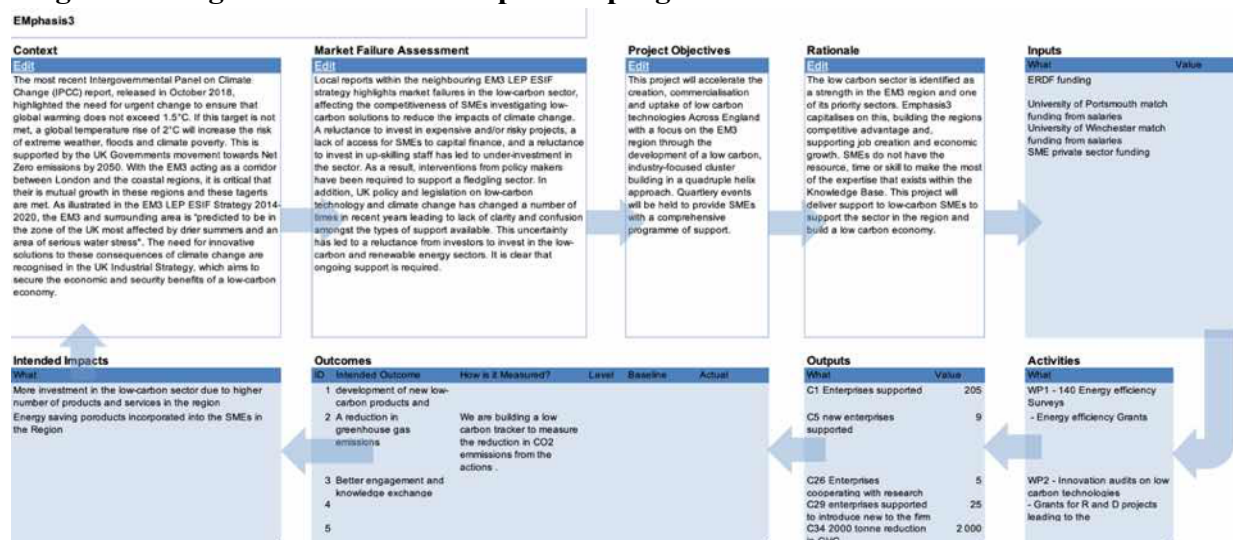 EMphasis3
Context
Edit
The most recent Intergovernmental Panel on Climate
Change (IPCC) report, released in October 2018,
highlighted the need for urgent change to ensure that
global warming does not exceed 1.5°C. If this target is not
met, a global temperature rise of 2°C will increase the risk
of extreme weather, floods and climate poverty. This is
supported by the UK Governments movement towards Net
Zero emissions by 2050. With the EM3 acting as a corridor
between London and the coastal regions, it is critical that
their is mutual growth in these regions and these tagerts
are met. As illustrated in the EM3 LEP ESIF Strategy 2014-
2020, the EM3 and surrounding area is "predicted to be in
the zone of the UK most affected by drier summers and an
area of serious water stress". The need for innovative
solutions to these consequences of climate change are
recognised in the UK Industrial Strategy, which aims to
secure the economic and security benefits of a low-carbon
economy.
Market Failure Assessment
Edit
Local reports within the neighbouring EM3 LEP ESIF
strategy highlights market failures in the low-carbon sector,
affecting the competitiveness of SMEs investigating low-
carbon solutions to reduce the impacts of climate change.
A reluctance to invest in expensive and/or risky projects, a
lack of access for SMEs to capital finance, and a reluctance
to invest in up-skilling staff has led to under-investment in
the sector. As a result, interventions from policy makers
have been required to support a fledgling sector. In
addition, UK policy and legislation on low-carbon
technology and climate change has changed a number of
times in recent years leading to lack of clarity and confusion
amongst the types of support available. This uncertainty
has led to a reluctance from investors to invest in the low-
carbon and renewable energy sectors. It is clear that
ongoing support is required.
Project Objectives
Edit
This project will accelerate the
creation, commercialisation
and uptake of low carbon
technologies Across England
with a focus on the EM3
region through the
development of a low carbon,
industry-focused cluster
building in a quadruple helix
approach. Quartlery events
will be held to provide SMEs
with a comprehensive
programme of support.
Rationale
Edit
The low carbon sector is identified as
a strength in the EM3 region and one
of its priority sectors. Emphasis3
capitalises on this, building the regions
competitive advantage and,
supporting job creation and economic
growth. SMEs do not have the
resource, time or skill to make the most
of the expertise that exists within the
Knowledge Base. This project will
deliver support to low-carbon SMEs to
support the sector in the region and
build a low carbon economy.
Inputs
What Value
ERDF funding
University of Portsmouth match
funding from salaries
University of Winchester match
funding from salaries
SME private sector funding
Intended Impacts
What
More investment in the low-carbon sector due to higher
number of products and services in the region
Energy saving poroducts incorporated into the SMEs in
the Region
Outcomes
ID Intended Outcome How is it Measured? Level Baseline Actual
1 development of new low-
carbon products and
2 A reduction in We are building a low
greenhouse gas carbon tracker to measure
emissions the reduction in CO2
emmissions from the
actions .
3 Better engagement and
knowledge exchange
4
5
Outputs
What Value
C1 Enterprises supported 205
C5 new enterprises 9
supported
C26 Enterprises 5
cooperating with research
C29 enterprises supported 25
to introduce new to the firm
C34 2000 tonne reduction 2 000
Activities
What
WP1 - 140 Energy efficiency
Surveys
- Energy efficiency Grants
WP2 - Innovation audits on low
carbon technologies
- Grants for R and D projects
leading to the